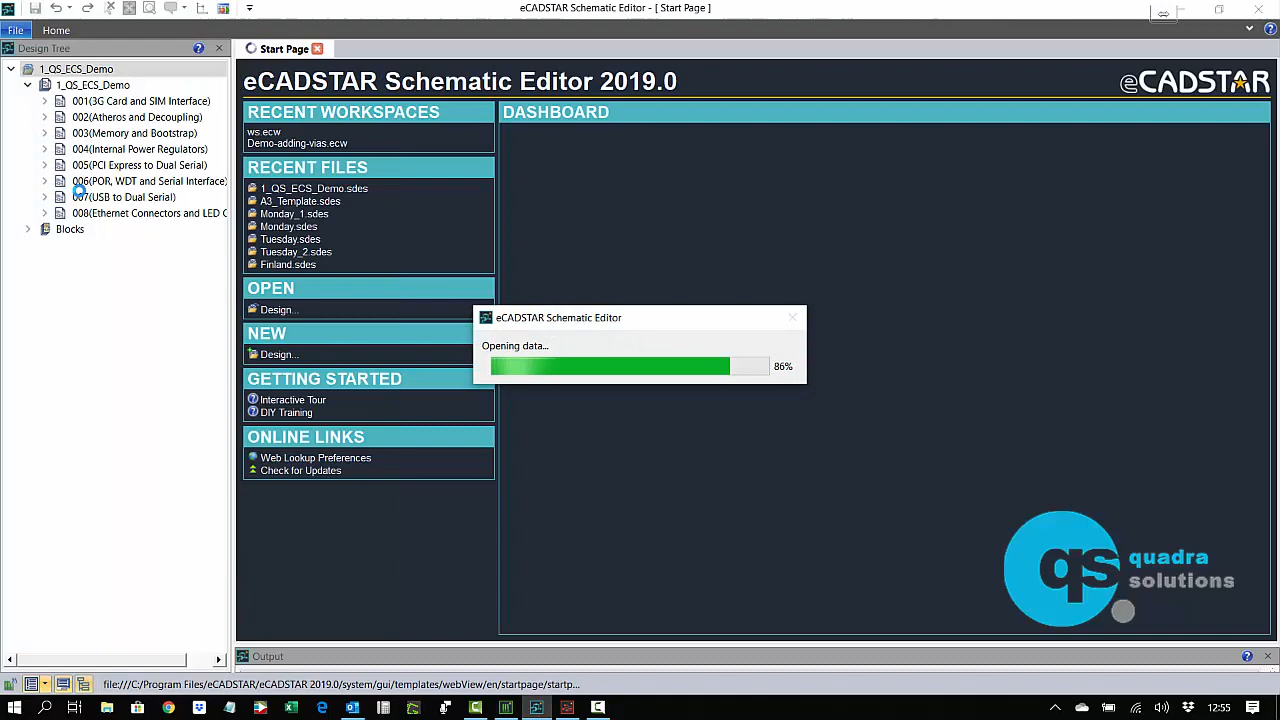 eCADSTAR Schematic Editor - [ Start Page ]
File
Home
Design Tree
Start Page
1_QS_ECS_Demo
1_QS_ECS_Demo
001(3G Card and SIM Interface)
002(Atheros and Decoupling)
003(Memory and Bootstrap)
004(Internal Power Regulators)
005(PCI Express to Dual Serial)
006(POR, WDT and Serial Interface)
007(USB to Dual Serial)
008(Ethernet Connectors and LED C
Blocks
eCADSTAR Schematic Editor 2019.0
eCADSTAR
RECENT WORKSPACES
ws.ecw
Demo-adding-vias.ecw
RECENT FILES
1_QS_ECS_Demo.sdes
A3_Template.sdes
Monday_1.sdes
Monday.sdes
Tuesday.sdes
Tuesday_2.sdes
Finland.sdes
OPEN
Design...
NEW
Design...
GETTING STARTED
Interactive Tour
DIY Training
ONLINE LINKS
Web Lookup Preferences
Check for Updates
DASHBOARD
eCADSTAR Schematic Editor
Opening data...
86%
qs quadra
solutions
Output
file:///C:/Program Files/eCADSTAR/eCADSTAR 2019.0/system/gui/templates/webView/en/startpage/startp...
12:55